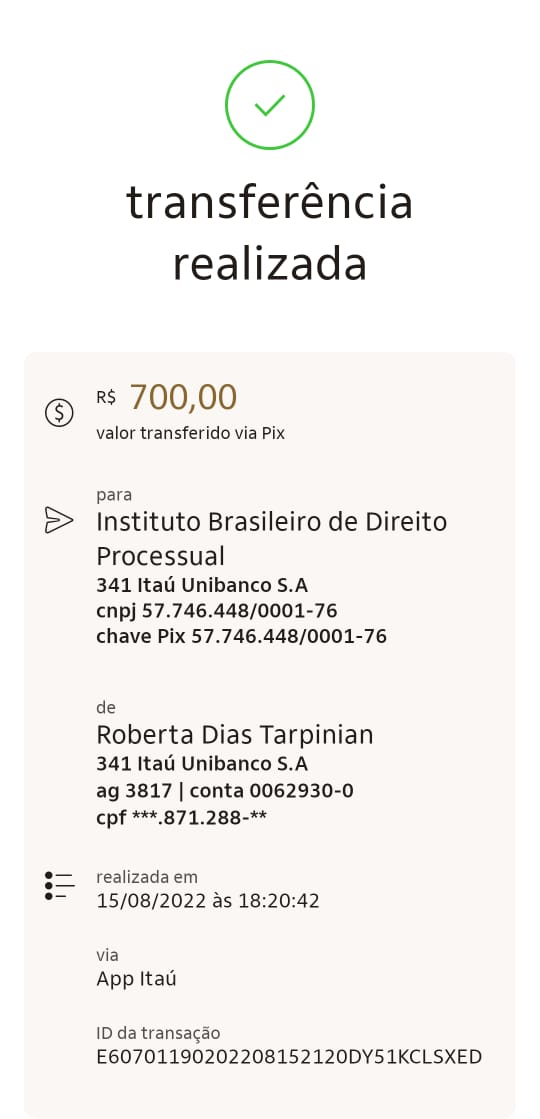 transferência
realizada
R$ 700,00
valor transferido via Pix
para
Instituto Brasileiro de Direito
Processual
341 Itaú Unibanco S.A
cnpj 57.746.448/0001-76
chave Pix 57.746.448/0001-76
de
Roberta Dias Tarpinian
341 Itaú Unibanco S.A
ag 3817 | conta 0062930-0
cpf ***.871.288-**
realizada em
15/08/2022 às 18:20:42
via
App Itaú
ID da transação
E60701190202208152120DY51KCLSXED